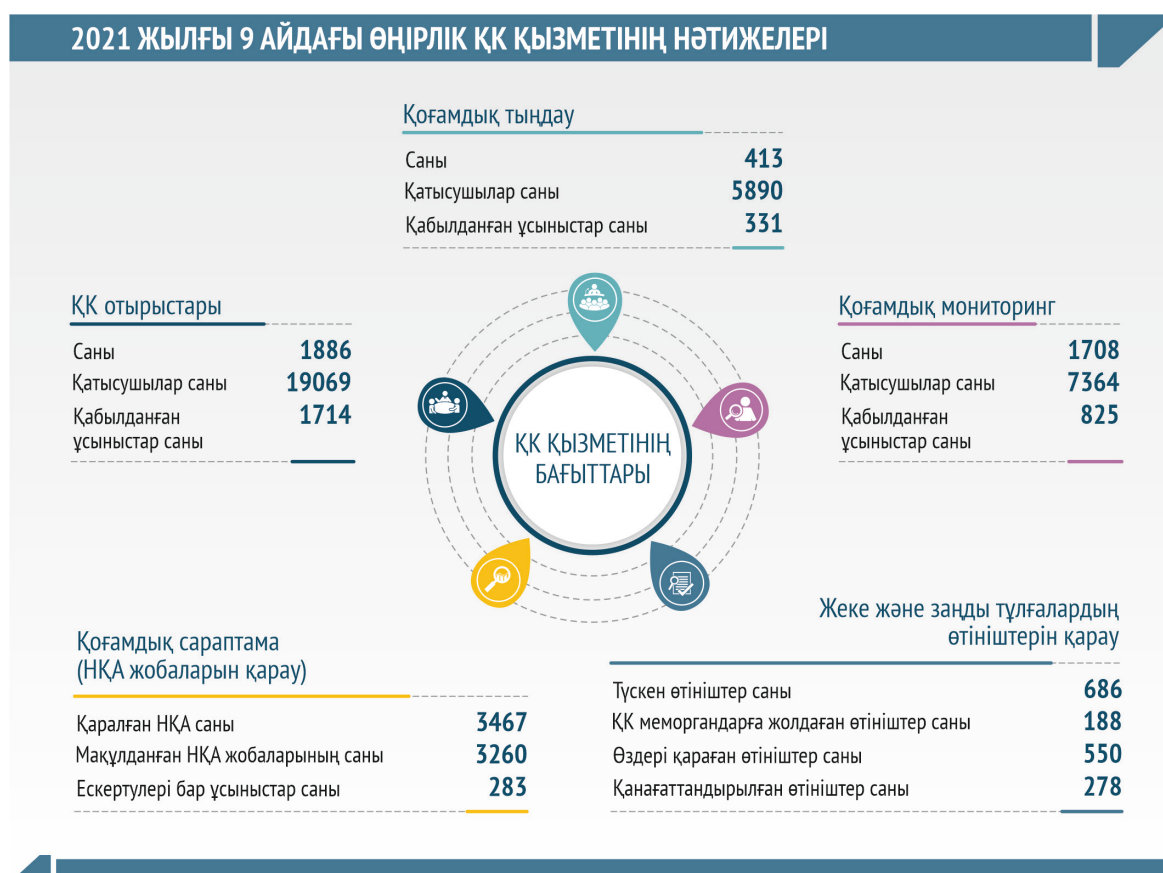 2021 ЖЫЛҒЫ 9 АЙДАҒЫ ӨҢІРЛІК ҚК ҚЫЗМЕТІНІҢ НӘТИЖЕЛЕРІ
Қоғамдық тыңдау
Саны 413
Қатысушылар саны 5890
Қабылданған ұсыныстар саны 331
ҚК отырыстары
Саны 1886
Қатысушылар саны 19069
Қабылданған 1714
ұсыныстар саны
Қоғамдық мониторинг
Саны 1708
Қатысушылар саны 7364
Қабылданған 825
ұсыныстар саны
ҚК ҚЫЗМЕТІНІҢ
БАҒЫТТАРЫ
Қоғамдық сараптама
(НҚА жобаларын қарау)
Қаралған НҚА саны 3467
Мақұлданған НҚА жобаларының саны 3260
Ескертулері бар ұсыныстар саны 283
Жеке және заңды тұлғалардың
өтініштерін қарау
Түскен өтініштер саны 686
ҚК меморгандарға жолдаған өтініштер саны 188
Өздері қараған өтініштер саны 550
Қанағаттандырылған өтініштер саны 278